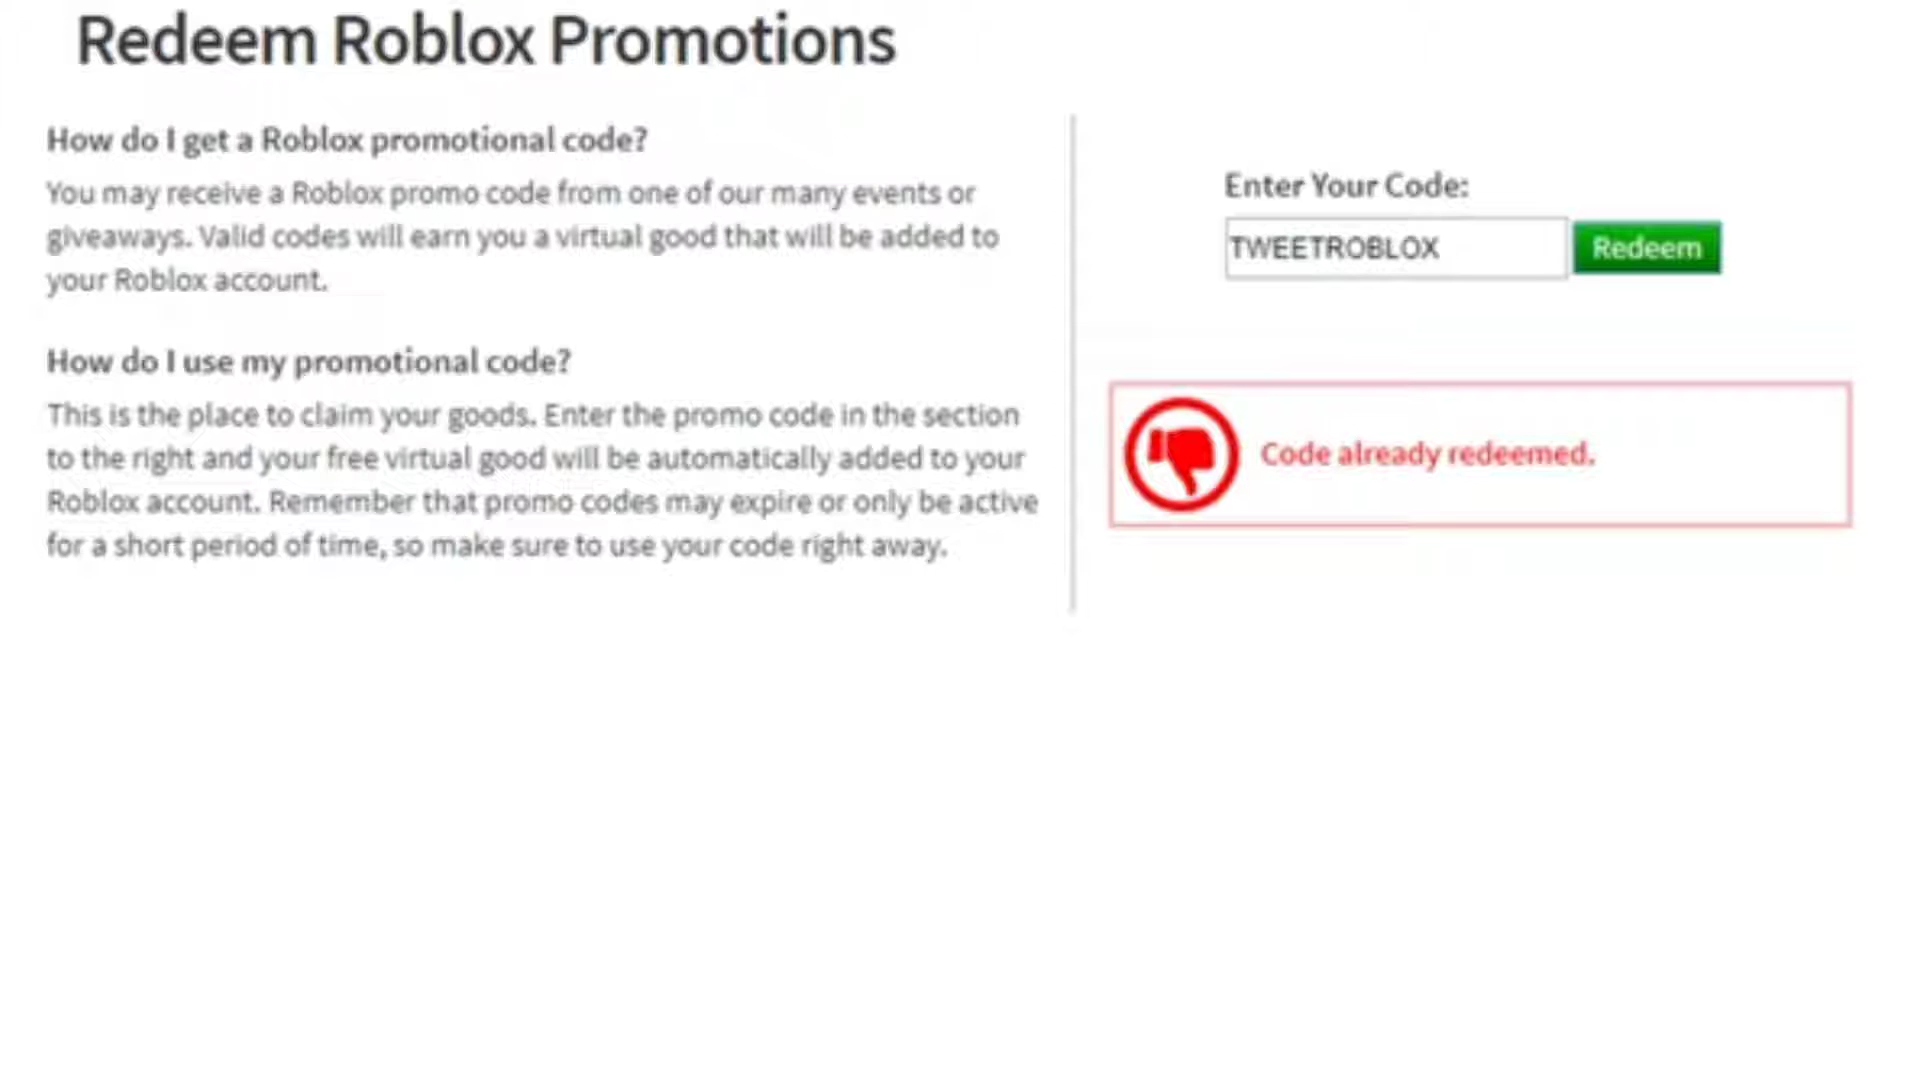 Redeem Roblox Promotions
How do I get a Roblox promotional code?
You may receive a Roblox promo code from one of our many events or
giveaways. Valid codes will earn you a virtual good that will be added to
your Roblox account.
How do I use my promotional code?
This is the place to claim your goods. Enter the promo code in the section
to the right and your free virtual good will be automatically added to your
Roblox account. Remember that promo codes may expire or only be active
for a short period of time, so make sure to use your code right away.
Enter Your Code:
TWEETROBLOX
Redeem
Code already redeemed.